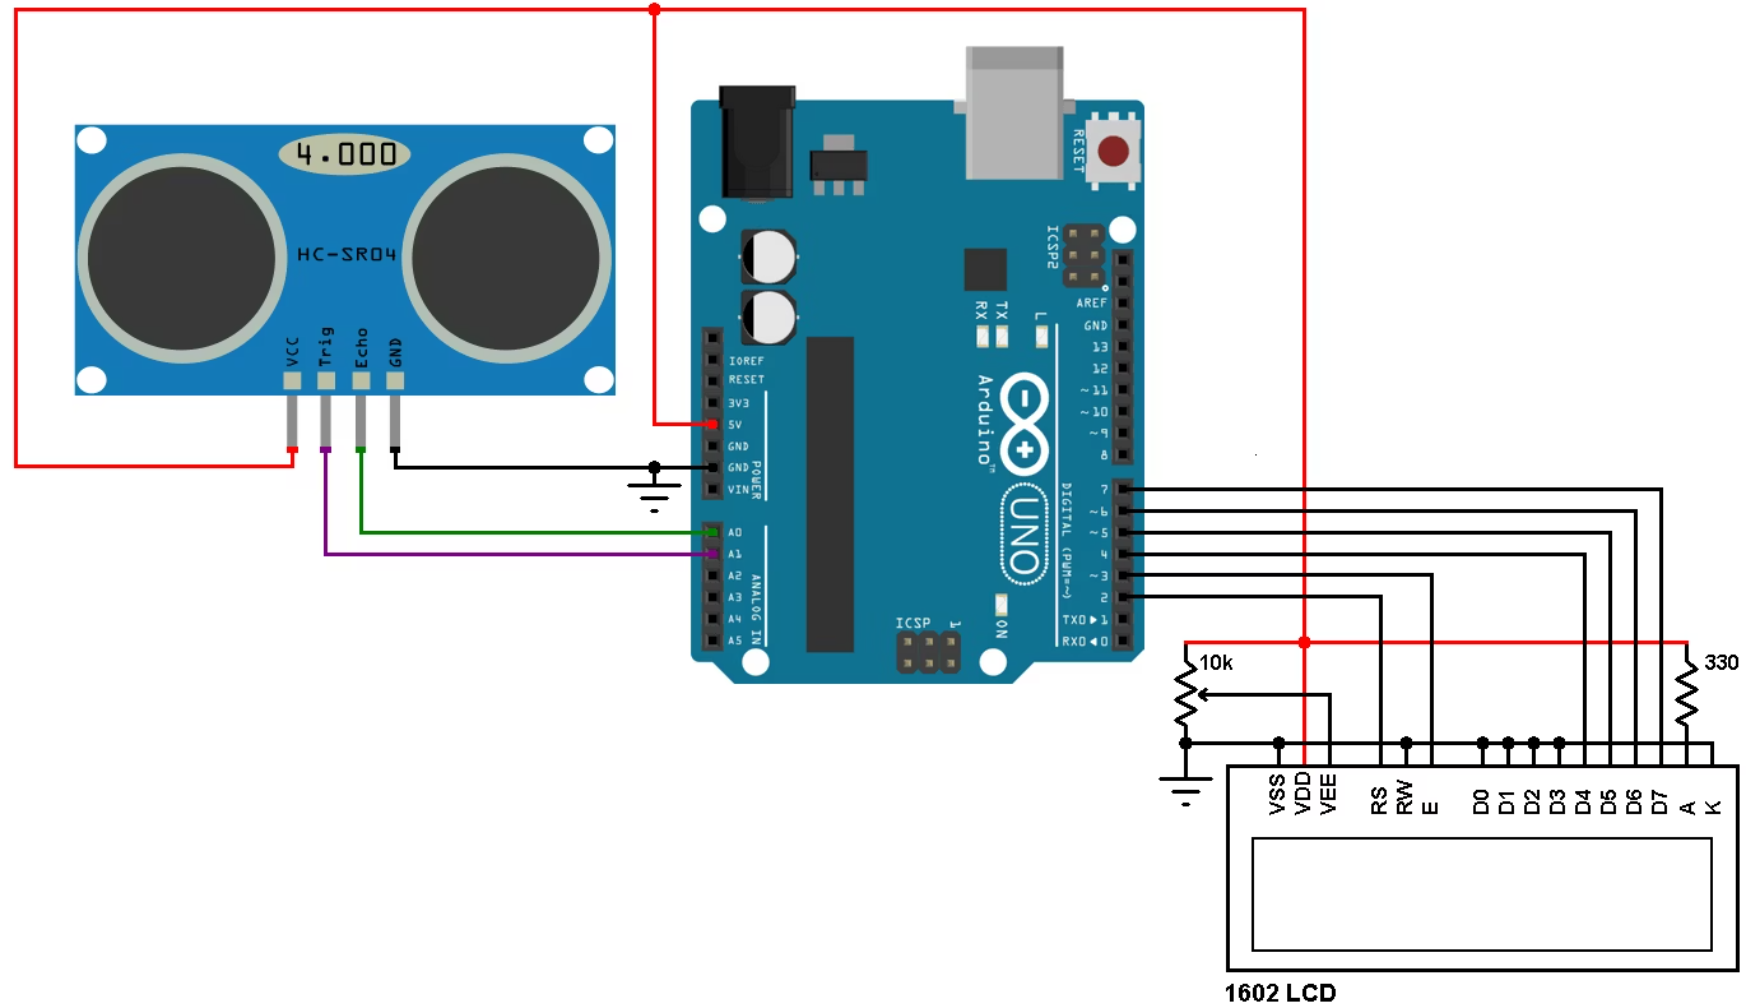 4.000
HC-SR04
VCC
Trig
Echo
GND
RESET
ICSP2
RX
TX
L
IOREF
RESET
3V3
5V
GND
GND
VIN
POWER
A0
A1
A2
A3
A4
A5
ANALOG IN
Arduino™
UNO
ON
ICSP
1
AREF
GND
13
12
~11
~10
~9
8
7
~6
~5
4
~3
2
TX0▶1
RX0◀0
DIGITAL (PWM=~)
10k
330
VSS
VDD
VEE
RS
RW
E
D0
D1
D2
D3
D4
D5
D6
D7
A
K
1602 LCD